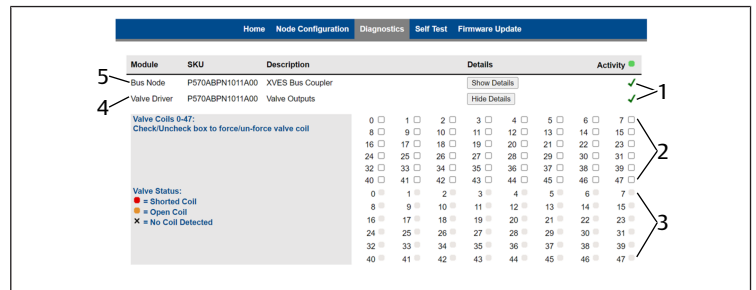 Home Node Configuration Diagnostics Self Test Firmware Update
Module SKU Description Details Activity
5 Bus Node P570ABPN1011A00 XVES Bus Coupler Show Details 1
4 Valve Driver P570ABPN1011A00 Valve Outputs Hide Details
Valve Coils 0-47: 0 1 2 3 4 5 6 7
Check/Uncheck box to force/un-force valve coil 8 9 10 11 12 13 14 15
16 17 18 19 20 21 22 23 2
24 25 26 27 28 29 30 31
32 33 34 35 36 37 38 39
40 41 42 43 44 45 46 47
Valve Status: 0 1 2 3 4 5 6 7
= Shorted Coil 8 9 10 11 12 13 14 15
= Open Coil 16 17 18 19 20 21 22 23 3
X = No Coil Detected 24 25 26 27 28 29 30 31
32 33 34 35 36 37 38 39
40 41 42 43 44 45 46 47